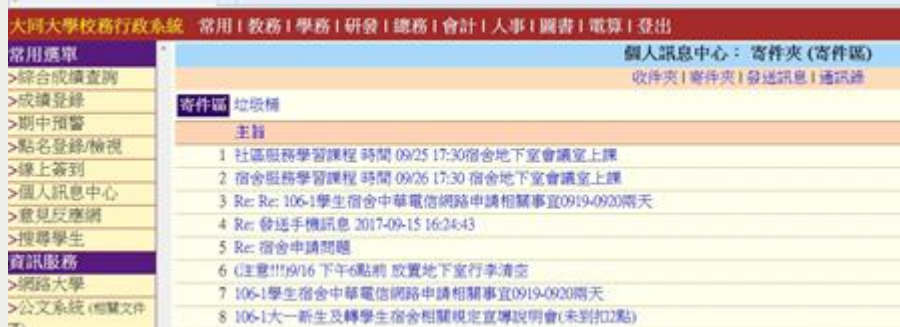 大同大學校務行政系統 常用 | 教務 | 學務 | 研發 | 總務 | 會計 | 人事 | 圖書 | 電算 | 登出
常用選單
>綜合成績查詢
>成績登錄
>期中預警
>點名登錄/檢視
>線上簽到
>個人訊息中心
>意見反應網
>搜尋學生
資訊服務
>網路大學
>公文系統 (相關文件
個人訊息中心： 寄件夾 (寄件區)
收件夾 | 寄件夾 | 發送訊息 | 通訊錄
寄件區 垃圾桶
主旨
1 社區服務學習課程 時間 09/25 17:30宿舍地下室會議室上課
2 宿舍服務學習課程 時間 09/26 17:30 宿舍地下室會議室上課
3 Re: Re: 106-1學生宿舍中華電信網路申請相關事宜0919-0920兩天
4 Re: 發送手機訊息 2017-09-15 16:24:43
5 Re: 宿舍申請問題
6 (注意!!!)9/16 下午6點前 放置地下室行李清空
7 106-1學生宿舍中華電信網路申請相關事宜0919-0920兩天
8 106-1大一新生及轉學生宿舍相關規定宣導說明會(未到扣2點)